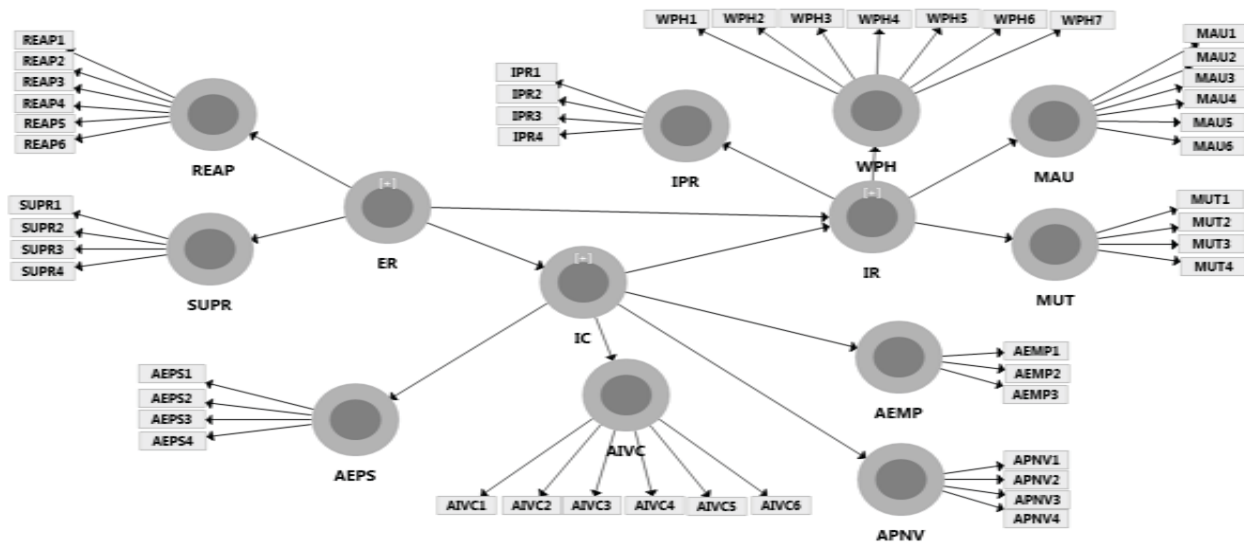 WPH1 WPH2 WPH3 WPH4 WPH5 WPH6 WPH7
REAP1
REAP2
REAP3
REAP4
REAP5
REAP6
REAP
IPR1
IPR2
IPR3
IPR4
IPR
WPH
MAU1
MAU2
MAU3
MAU4
MAU5
MAU6
MAU
SUPR1
SUPR2
SUPR3
SUPR4
SUPR
[+]
ER
[+]
IR
MUT1
MUT2
MUT3
MUT4
MUT
[+]
IC
AEPS1
AEPS2
AEPS3
AEPS4
AEPS
AIVC
AIVC1 AIVC2 AIVC3 AIVC4 AIVC5 AIVC6
AEMP1
AEMP2
AEMP3
AEMP
APNV1
APNV2
APNV3
APNV4
APNV